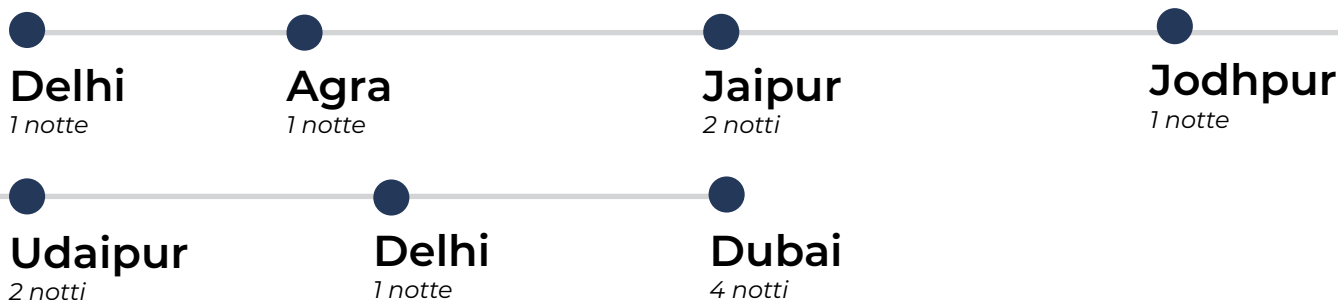 Delhi
1 notte
Agra
1 notte
Jaipur
2 notti
Jodhpur
1 notte
Udaipur
2 notti
Delhi
1 notte
Dubai
4 notti